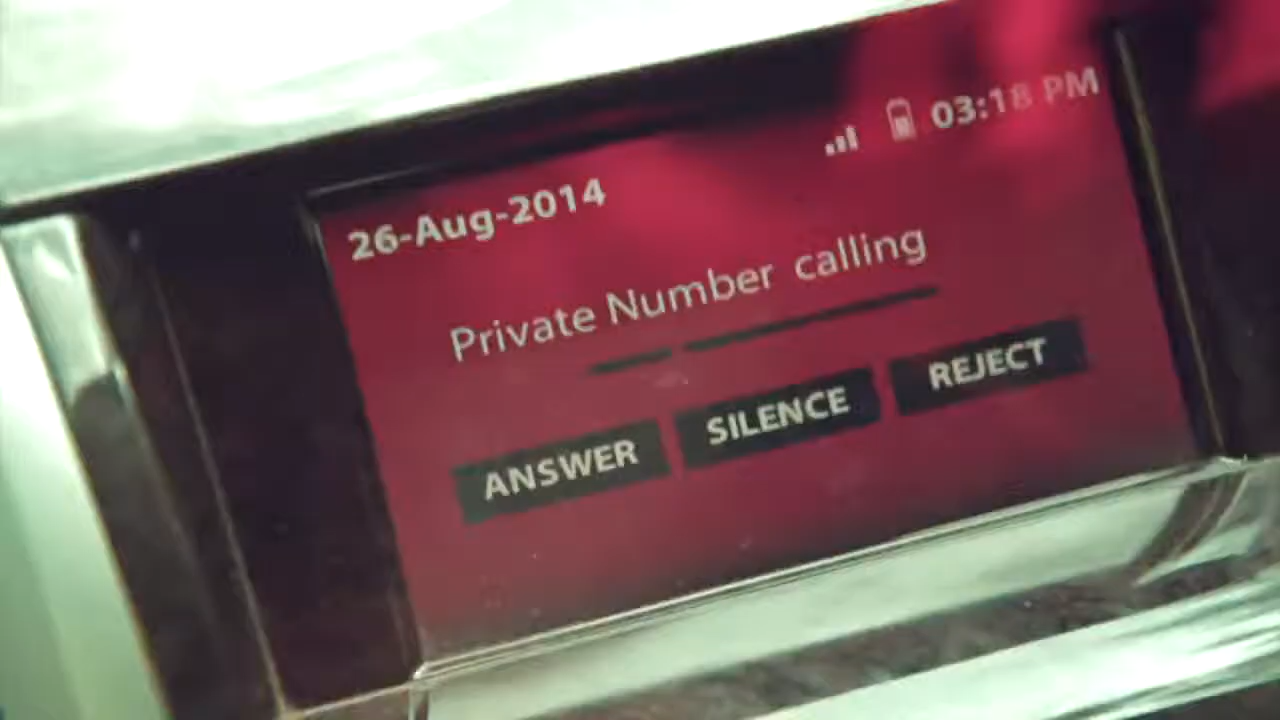 03:18 PM
26-Aug-2014
Private Number calling
ANSWER SILENCE REJECT